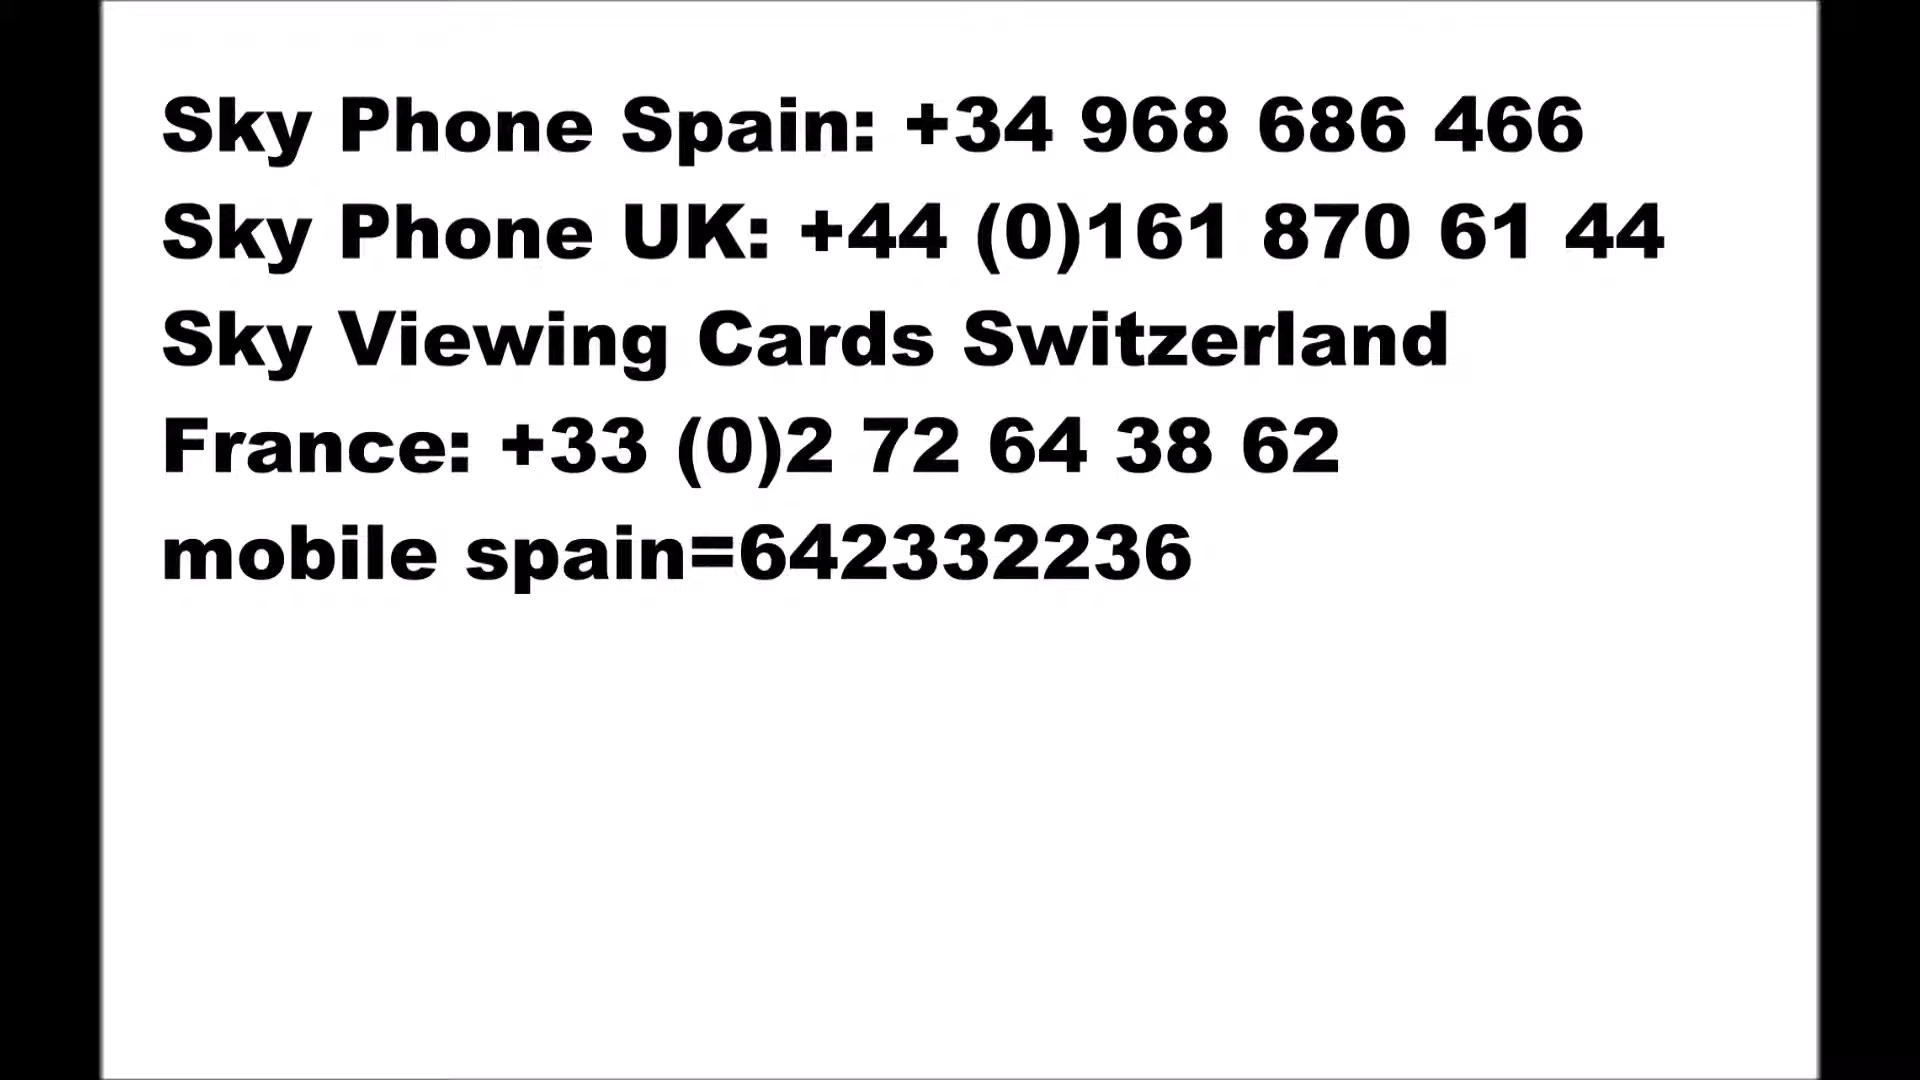 Sky Phone Spain: +34 968 686 466
Sky Phone UK: +44 (0)161 870 61 44
Sky Viewing Cards Switzerland
France: +33 (0)2 72 64 38 62
mobile spain=642332236